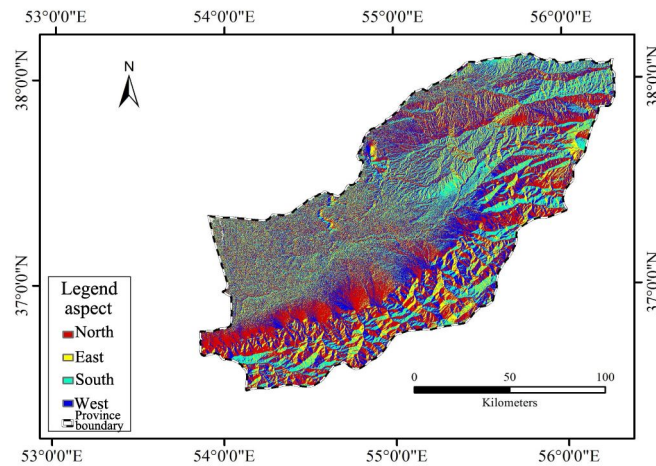 53°0'0"E
54°0'0"E
55°0'0"E
56°0'0"E
38°0'0"N
N
38°0'0"N
37°0'0"N
37°0'0"N
Legend
aspect
North
East
South
West
Province
boundary
0
50
100
Kilometers
53°0'0"E
54°0'0"E
55°0'0"E
56°0'0"E